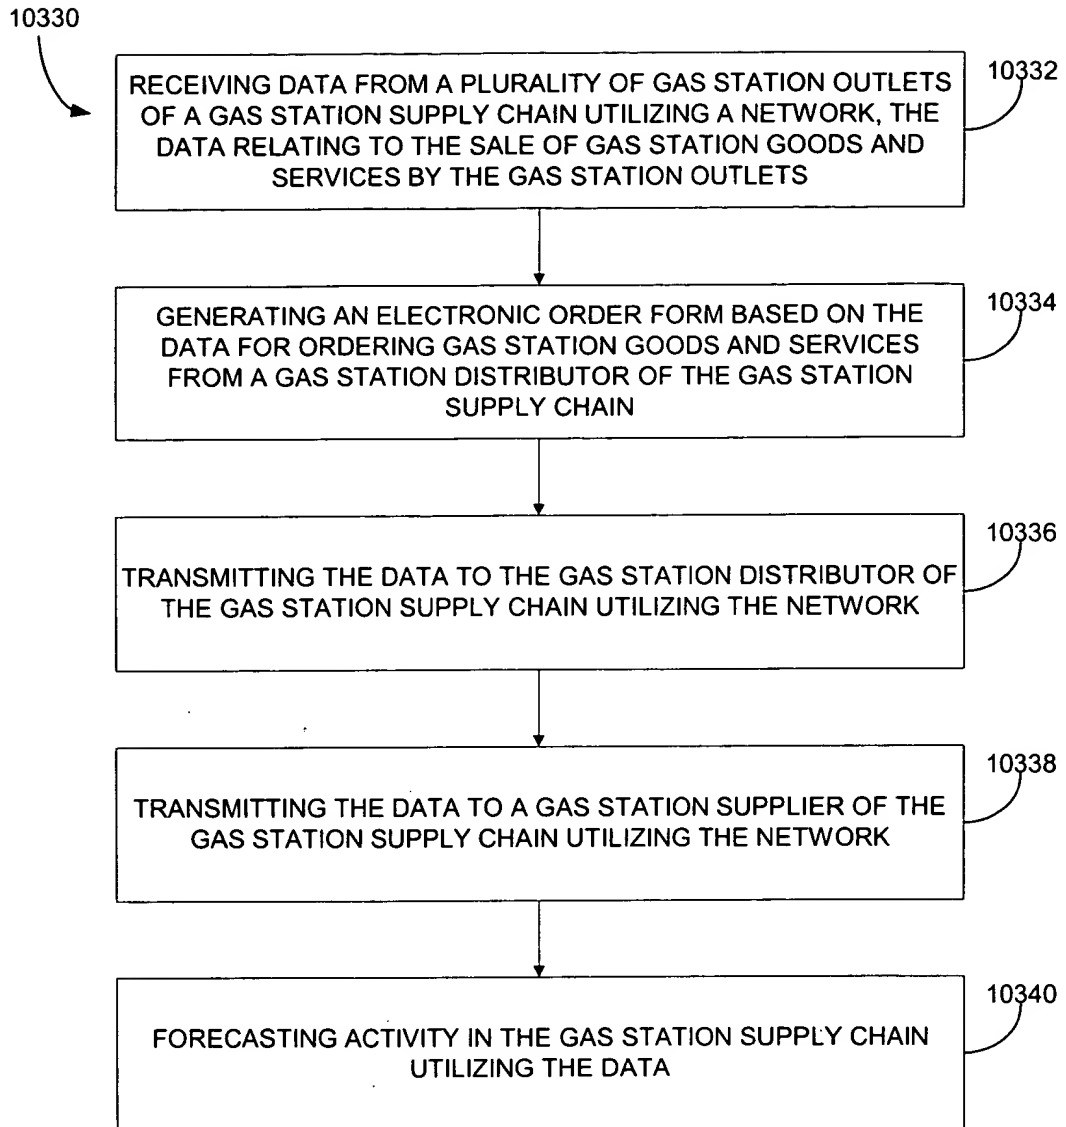 10330
RECEIVING DATA FROM A PLURALITY OF GAS STATION OUTLETS
OF A GAS STATION SUPPLY CHAIN UTILIZING A NETWORK, THE
DATA RELATING TO THE SALE OF GAS STATION GOODS AND
SERVICES BY THE GAS STATION OUTLETS
10332
GENERATING AN ELECTRONIC ORDER FORM BASED ON THE
DATA FOR ORDERING GAS STATION GOODS AND SERVICES
FROM A GAS STATION DISTRIBUTOR OF THE GAS STATION
SUPPLY CHAIN
10334
TRANSMITTING THE DATA TO THE GAS STATION DISTRIBUTOR OF
THE GAS STATION SUPPLY CHAIN UTILIZING THE NETWORK
10336
TRANSMITTING THE DATA TO A GAS STATION SUPPLIER OF THE
GAS STATION SUPPLY CHAIN UTILIZING THE NETWORK
10338
FORECASTING ACTIVITY IN THE GAS STATION SUPPLY CHAIN
UTILIZING THE DATA
10340